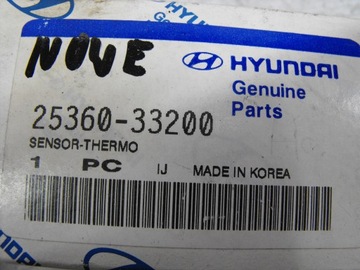 NOVE
HYUNDAI
Genuine
Parts
25360-33200
SENSOR-THERMO
1 PC IJ MADE IN KOREA